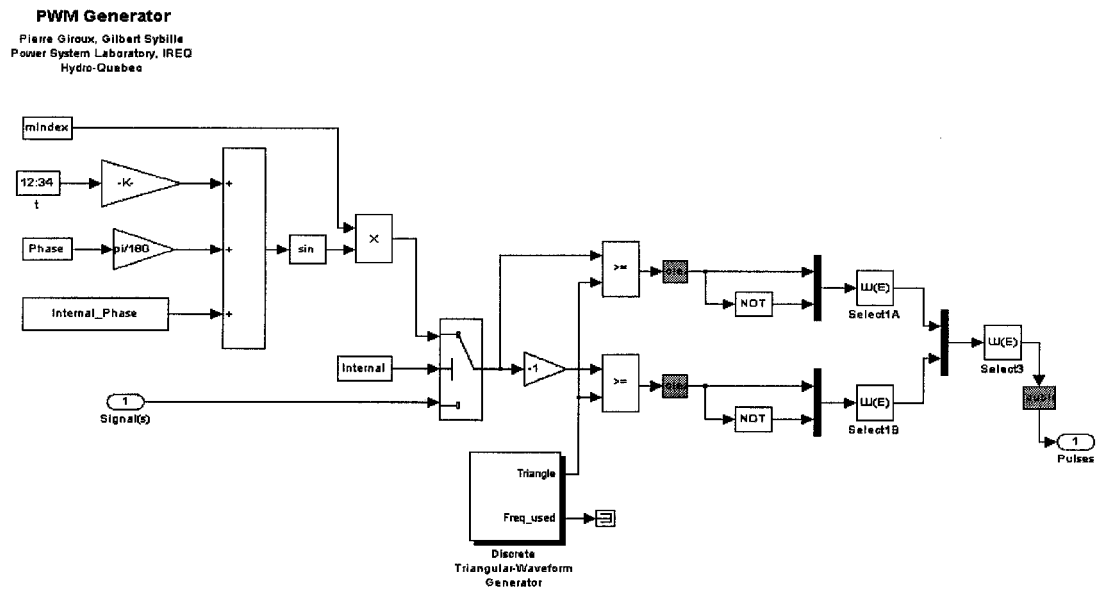 PWM Generator
Pierre Giroux, Gilbert Sybille
Power System Laboratory, IREQ
Hydro-Quebec
mIndex
12:34
t
-K-
+
Phase
pi/180
+
Internal_Phase
+
sin
×
Internal
1
Signal(s)
-1
>=
NOT
U(E)
Select1A
>=
NOT
U(E)
Select1B
U(E)
Select3
1
Pulses
Triangle
Freq_used
Discrete
Triangular-Waveform
Generator